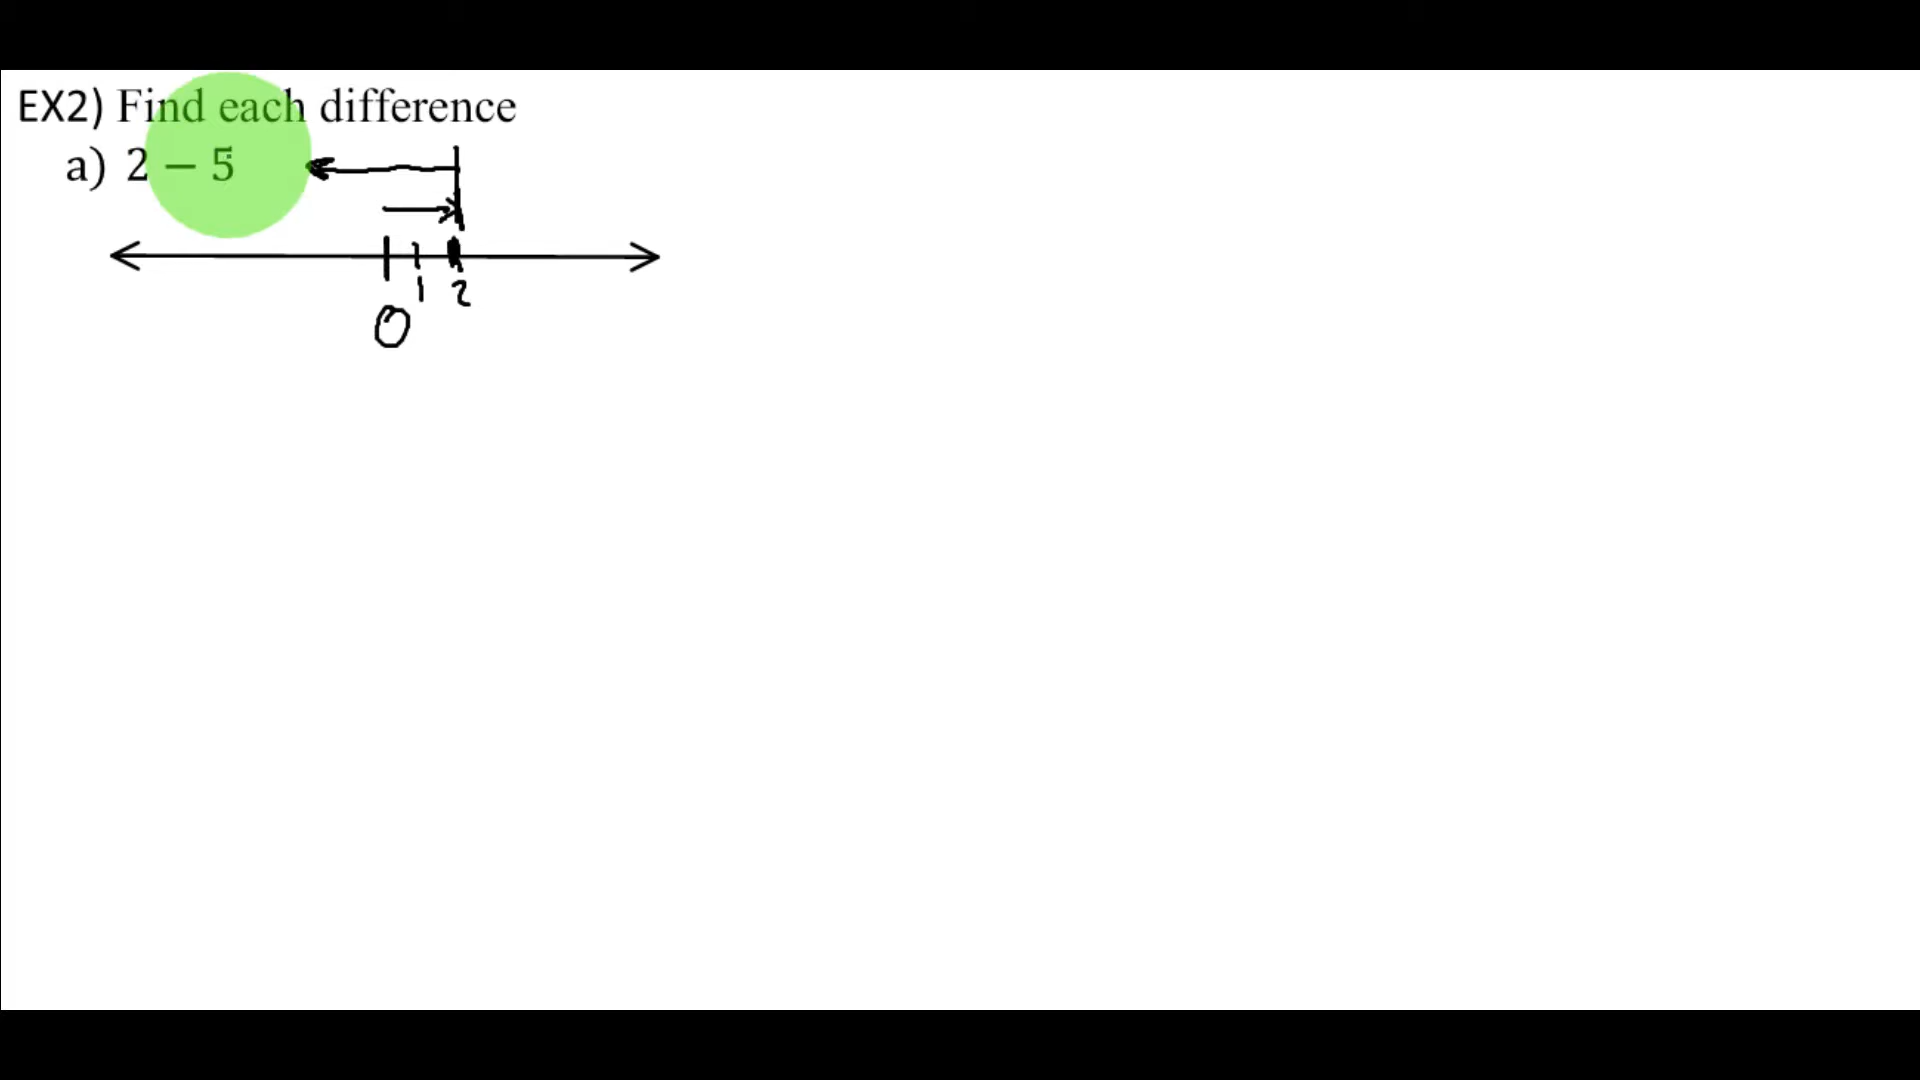 EX2) Find each difference
a) 2 – 5
1 2
0